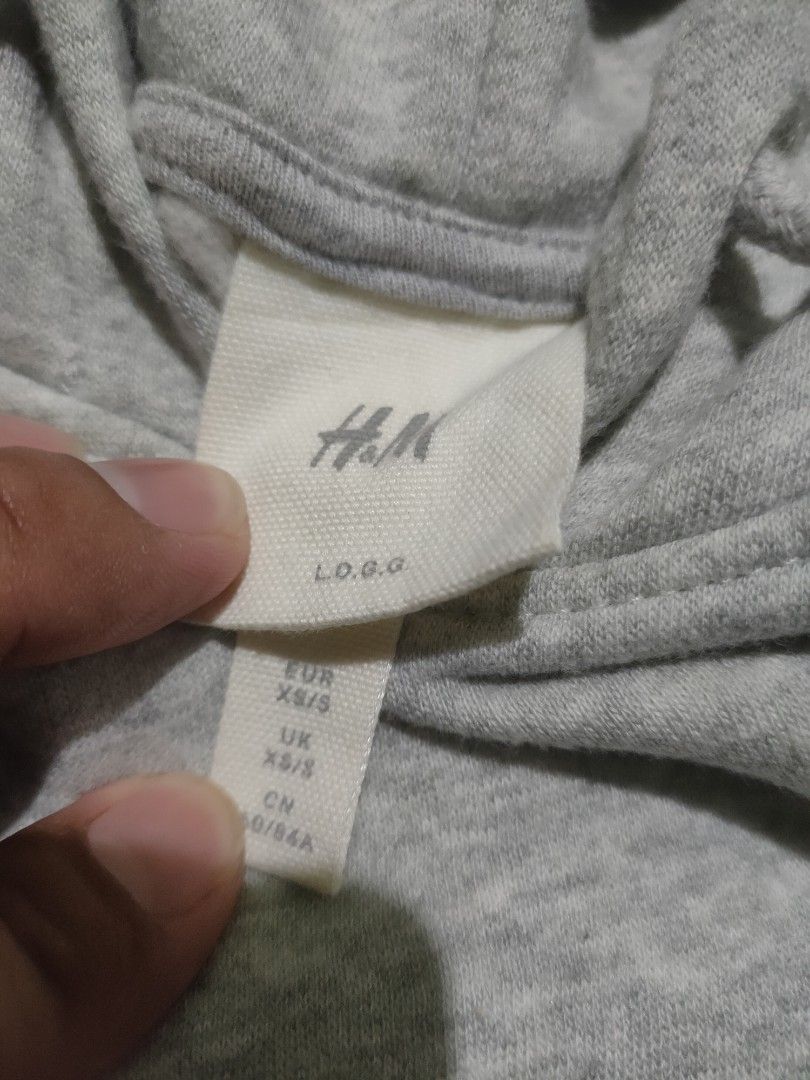 H&M
L.O.G.G.
EUR
XS/S
UK
XS/S
CN